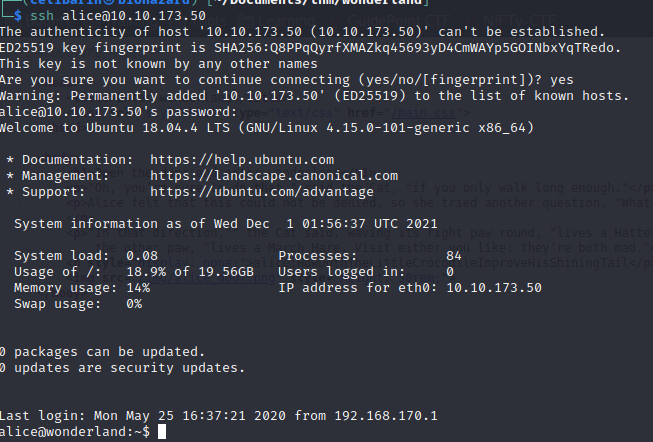 (celibarin㉿biohazard)-[~/Documents/thm/wonderland]
└─$ ssh alice@10.10.173.50
The authenticity of host '10.10.173.50 (10.10.173.50)' can't be established.
ED25519 key fingerprint is SHA256:Q8PPqQyrfXMAZkq45693yD4CmWAYp5GOINbxYqTRedo.
This key is not known by any other names
Are you sure you want to continue connecting (yes/no/[fingerprint])? yes
Warning: Permanently added '10.10.173.50' (ED25519) to the list of known hosts.
alice@10.10.173.50's password:
Welcome to Ubuntu 18.04.4 LTS (GNU/Linux 4.15.0-101-generic x86_64)
* Documentation:  https://help.ubuntu.com
* Management:     https://landscape.canonical.com
* Support:        https://ubuntu.com/advantage
System information as of Wed Dec  1 01:56:37 UTC 2021
System load:  0.08               Processes:           84
Usage of /:   18.9% of 19.56GB   Users logged in:     0
Memory usage: 14%                IP address for eth0: 10.10.173.50
Swap usage:   0%
0 packages can be updated.
0 updates are security updates.
Last login: Mon May 25 16:37:21 2020 from 192.168.170.1
alice@wonderland:~$